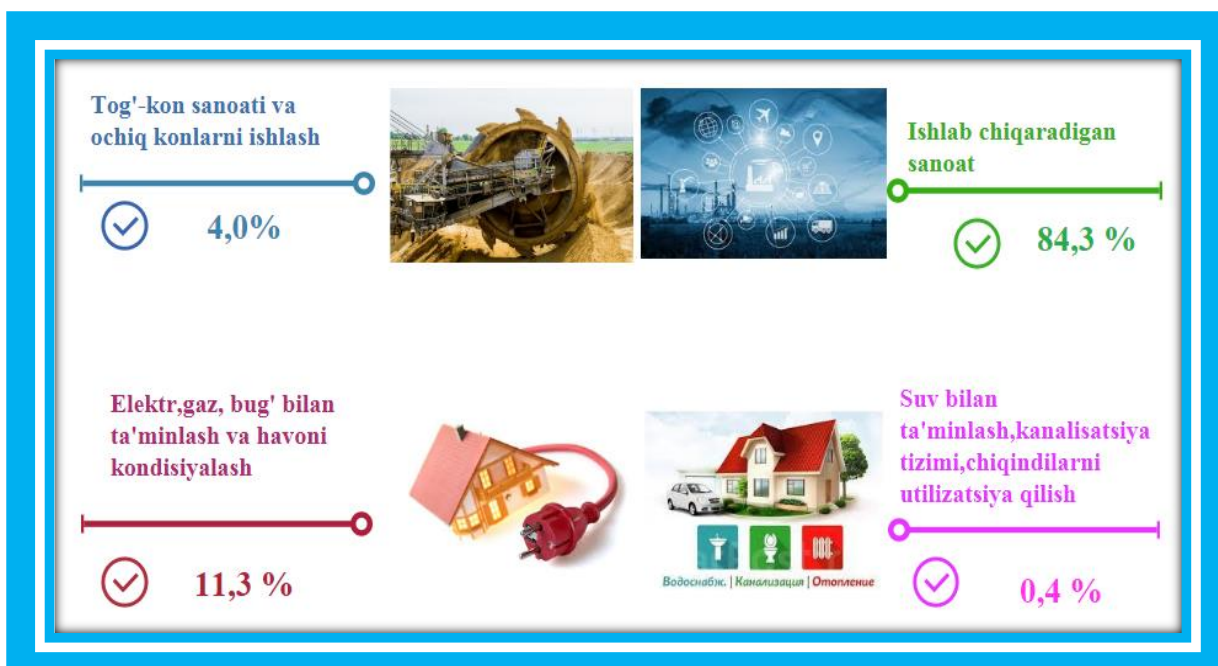 Tog'-kon sanoati va
ochiq konlarni ishlash
4,0%
Ishlab chiqaradigan
sanoat
84,3 %
Elektr,gaz, bug' bilan
ta'minlash va havoni
kondisiyalash
11,3 %
Suv bilan
ta'minlash,kanalisatsiya
tizimi,chiqindilarni
utilizatsiya qilish
0,4 %
Водоснабж. | Канализация | Отопление